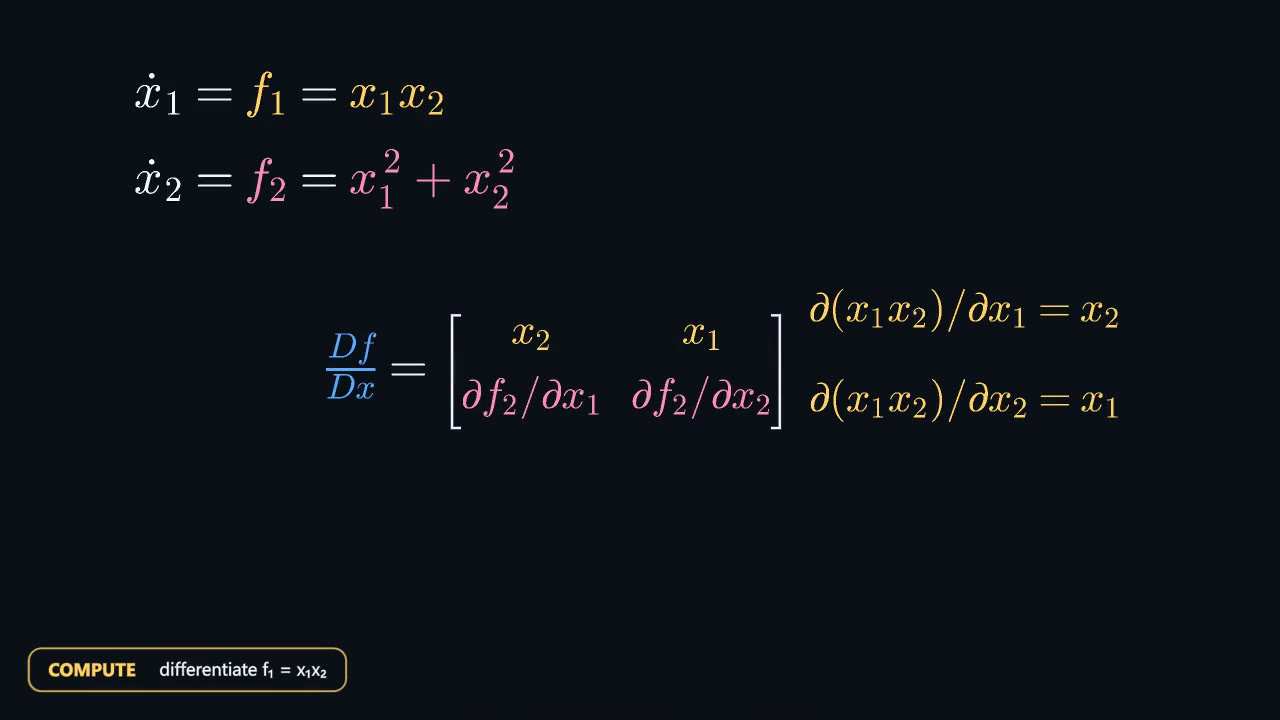 ẋ₁ = f₁ = x₁x₂
ẋ₂ = f₂ = x₁² + x₂²
∂(x₁x₂)/∂x₁ = x₂
Df/Dx = [ x₂ x₁
∂f₂/∂x₁ ∂f₂/∂x₂ ]
∂(x₁x₂)/∂x₂ = x₁
COMPUTE differentiate f₁ = x₁x₂